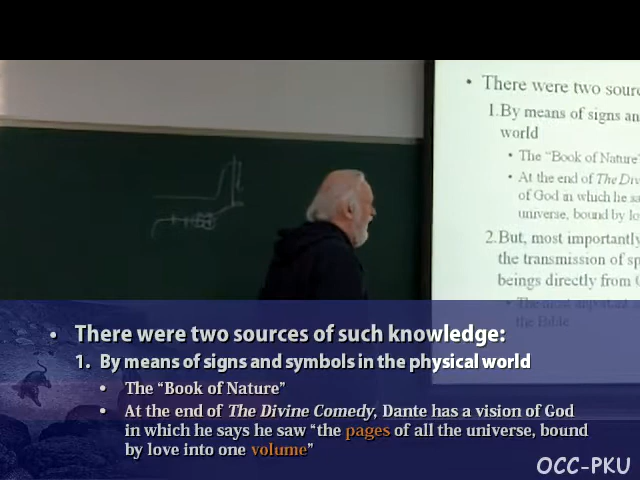 • There were two sourc
1.By means of signs an
world
• The "Book of Nature"
• At the end of The Div
of God in which he sa
universe, bound by lo
2.But, most importantly
the transmission of sp
beings directly from
• The most important
the Bible
• There were two sources of such knowledge:
1. By means of signs and symbols in the physical world
• The “Book of Nature”
• At the end of The Divine Comedy, Dante has a vision of God
in which he says he saw “the pages of all the universe, bound
by love into one volume”
OCC-PKU